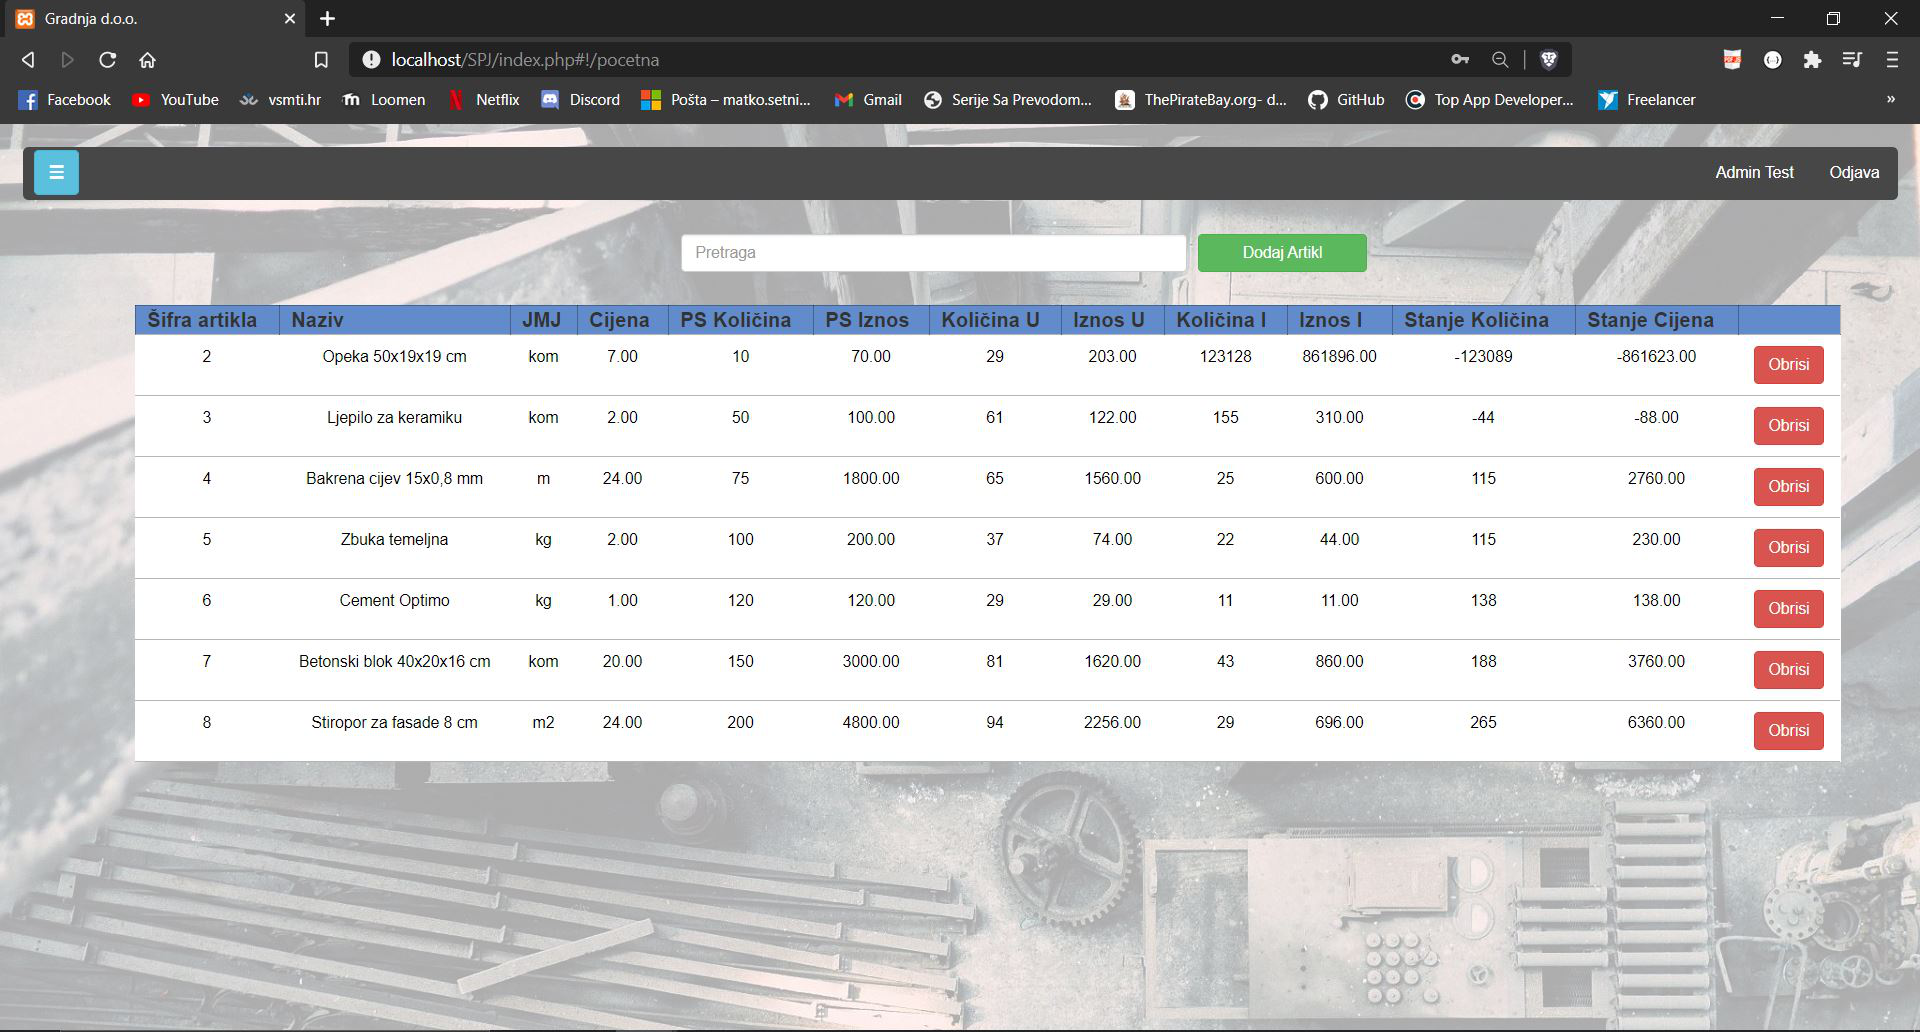 Gradnja d.o.o.
localhost/SPJ/index.php#!/pocetna
Facebook YouTube vsmti.hr Loomen Netflix Discord Pošta – matko.setni... Gmail Serije Sa Prevodom... ThePirateBay.org- d... GitHub Top App Developer... Freelancer »
Admin Test Odjava
Pretraga Dodaj Artikl
Šifra artikla Naziv JMJ Cijena PS Količina PS Iznos Količina U Iznos U Količina I Iznos I Stanje Količina Stanje Cijena
2 Opeka 50x19x19 cm kom 7.00 10 70.00 29 203.00 123128 861896.00 -123089 -861623.00 Obrisi
3 Ljepilo za keramiku kom 2.00 50 100.00 61 122.00 155 310.00 -44 -88.00 Obrisi
4 Bakrena cijev 15x0,8 mm m 24.00 75 1800.00 65 1560.00 25 600.00 115 2760.00 Obrisi
5 Zbuka temeljna kg 2.00 100 200.00 37 74.00 22 44.00 115 230.00 Obrisi
6 Cement Optimo kg 1.00 120 120.00 29 29.00 11 11.00 138 138.00 Obrisi
7 Betonski blok 40x20x16 cm kom 20.00 150 3000.00 81 1620.00 43 860.00 188 3760.00 Obrisi
8 Stiropor za fasade 8 cm m2 24.00 200 4800.00 94 2256.00 29 696.00 265 6360.00 Obrisi